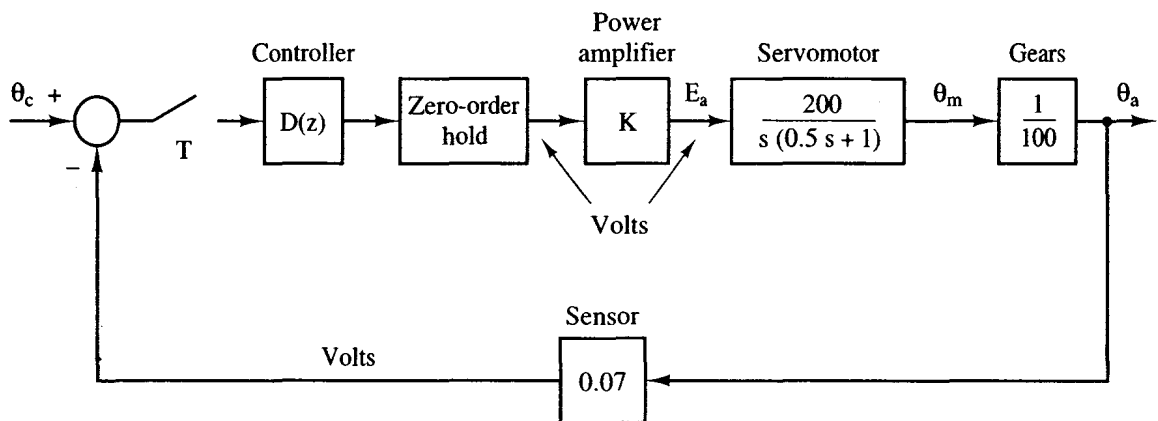 Power
amplifier
Controller
Servomotor
Gears
θc +
−
T
D(z)
Zero-order
hold
K
Ea
200
s (0.5 s + 1)
θm
1
100
θa
Volts
Sensor
Volts
0.07